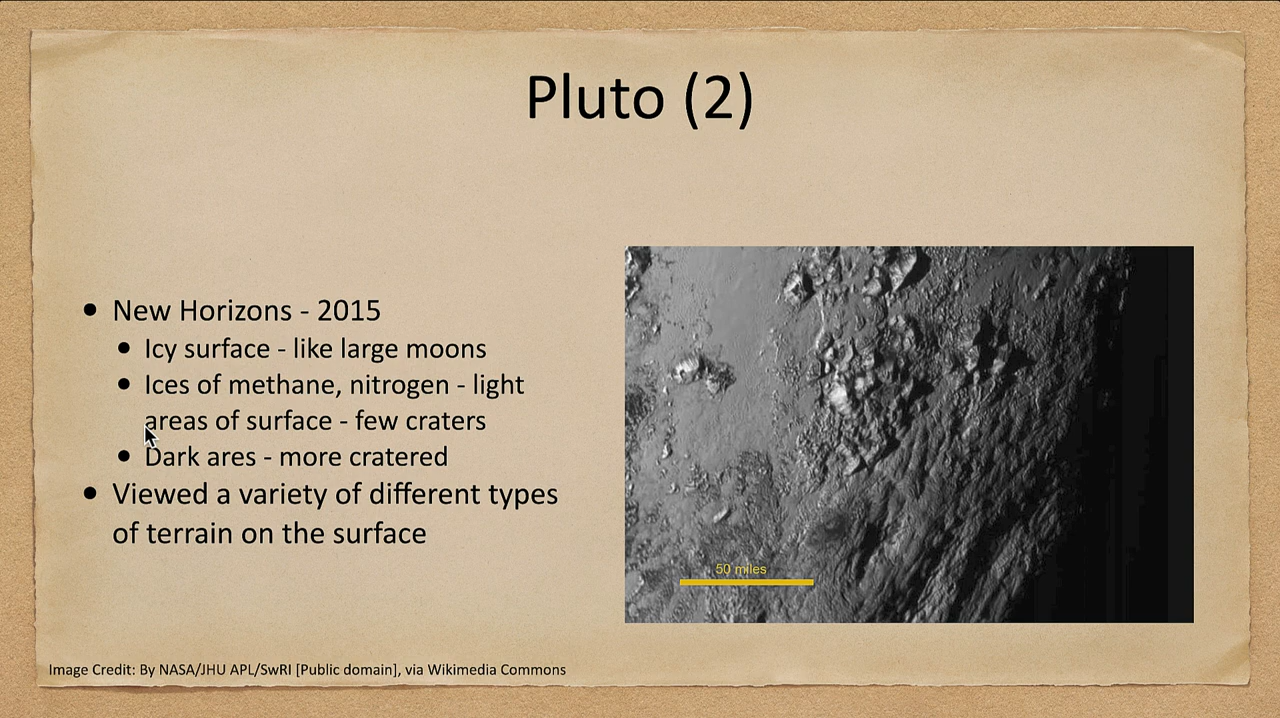 Pluto (2)
• New Horizons - 2015
• Icy surface - like large moons
• Ices of methane, nitrogen - light
areas of surface - few craters
• Dark ares - more cratered
• Viewed a variety of different types
of terrain on the surface
50 miles
Image Credit: By NASA/JHU APL/SwRI [Public domain], via Wikimedia Commons